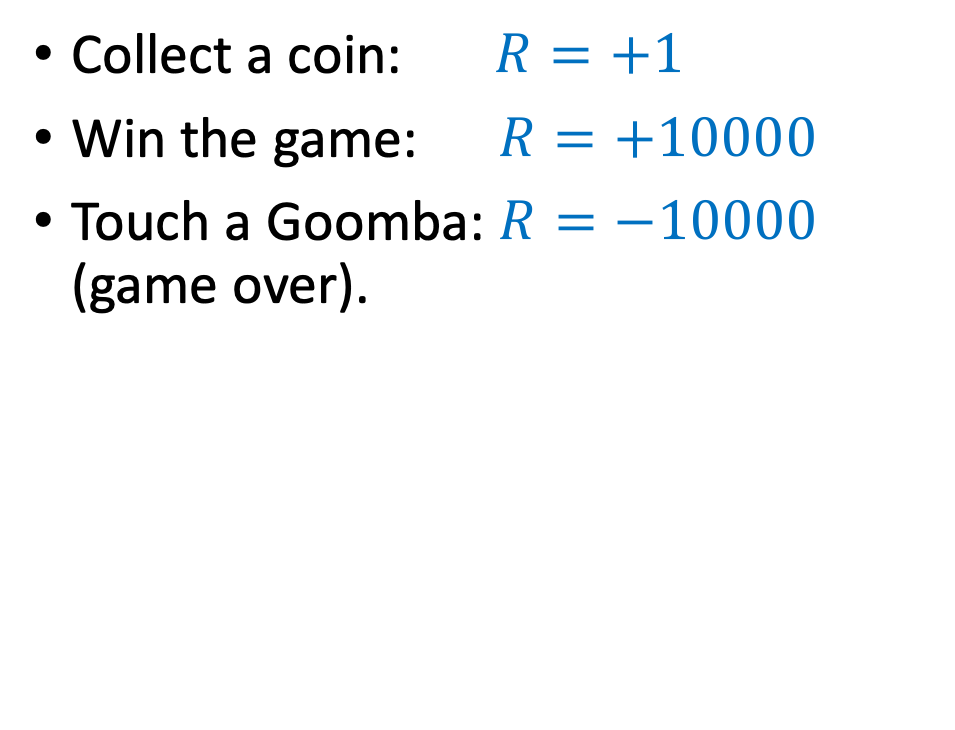 • Collect a coin: R = +1
• Win the game: R = +10000
• Touch a Goomba: R = −10000
(game over).